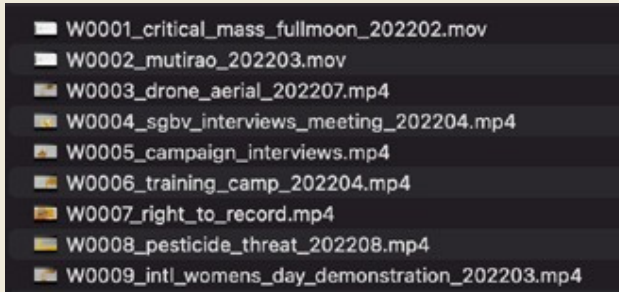 W0001_critical_mass_fullmoon_202202.mov
W0002_mutirao_202203.mov
W0003_drone_aerial_202207.mp4
W0004_sgbv_interviews_meeting_202204.mp4
W0005_campaign_interviews.mp4
W0006_training_camp_202204.mp4
W0007_right_to_record.mp4
W0008_pesticide_threat_202208.mp4
W0009_intl_womens_day_demonstration_202203.mp4